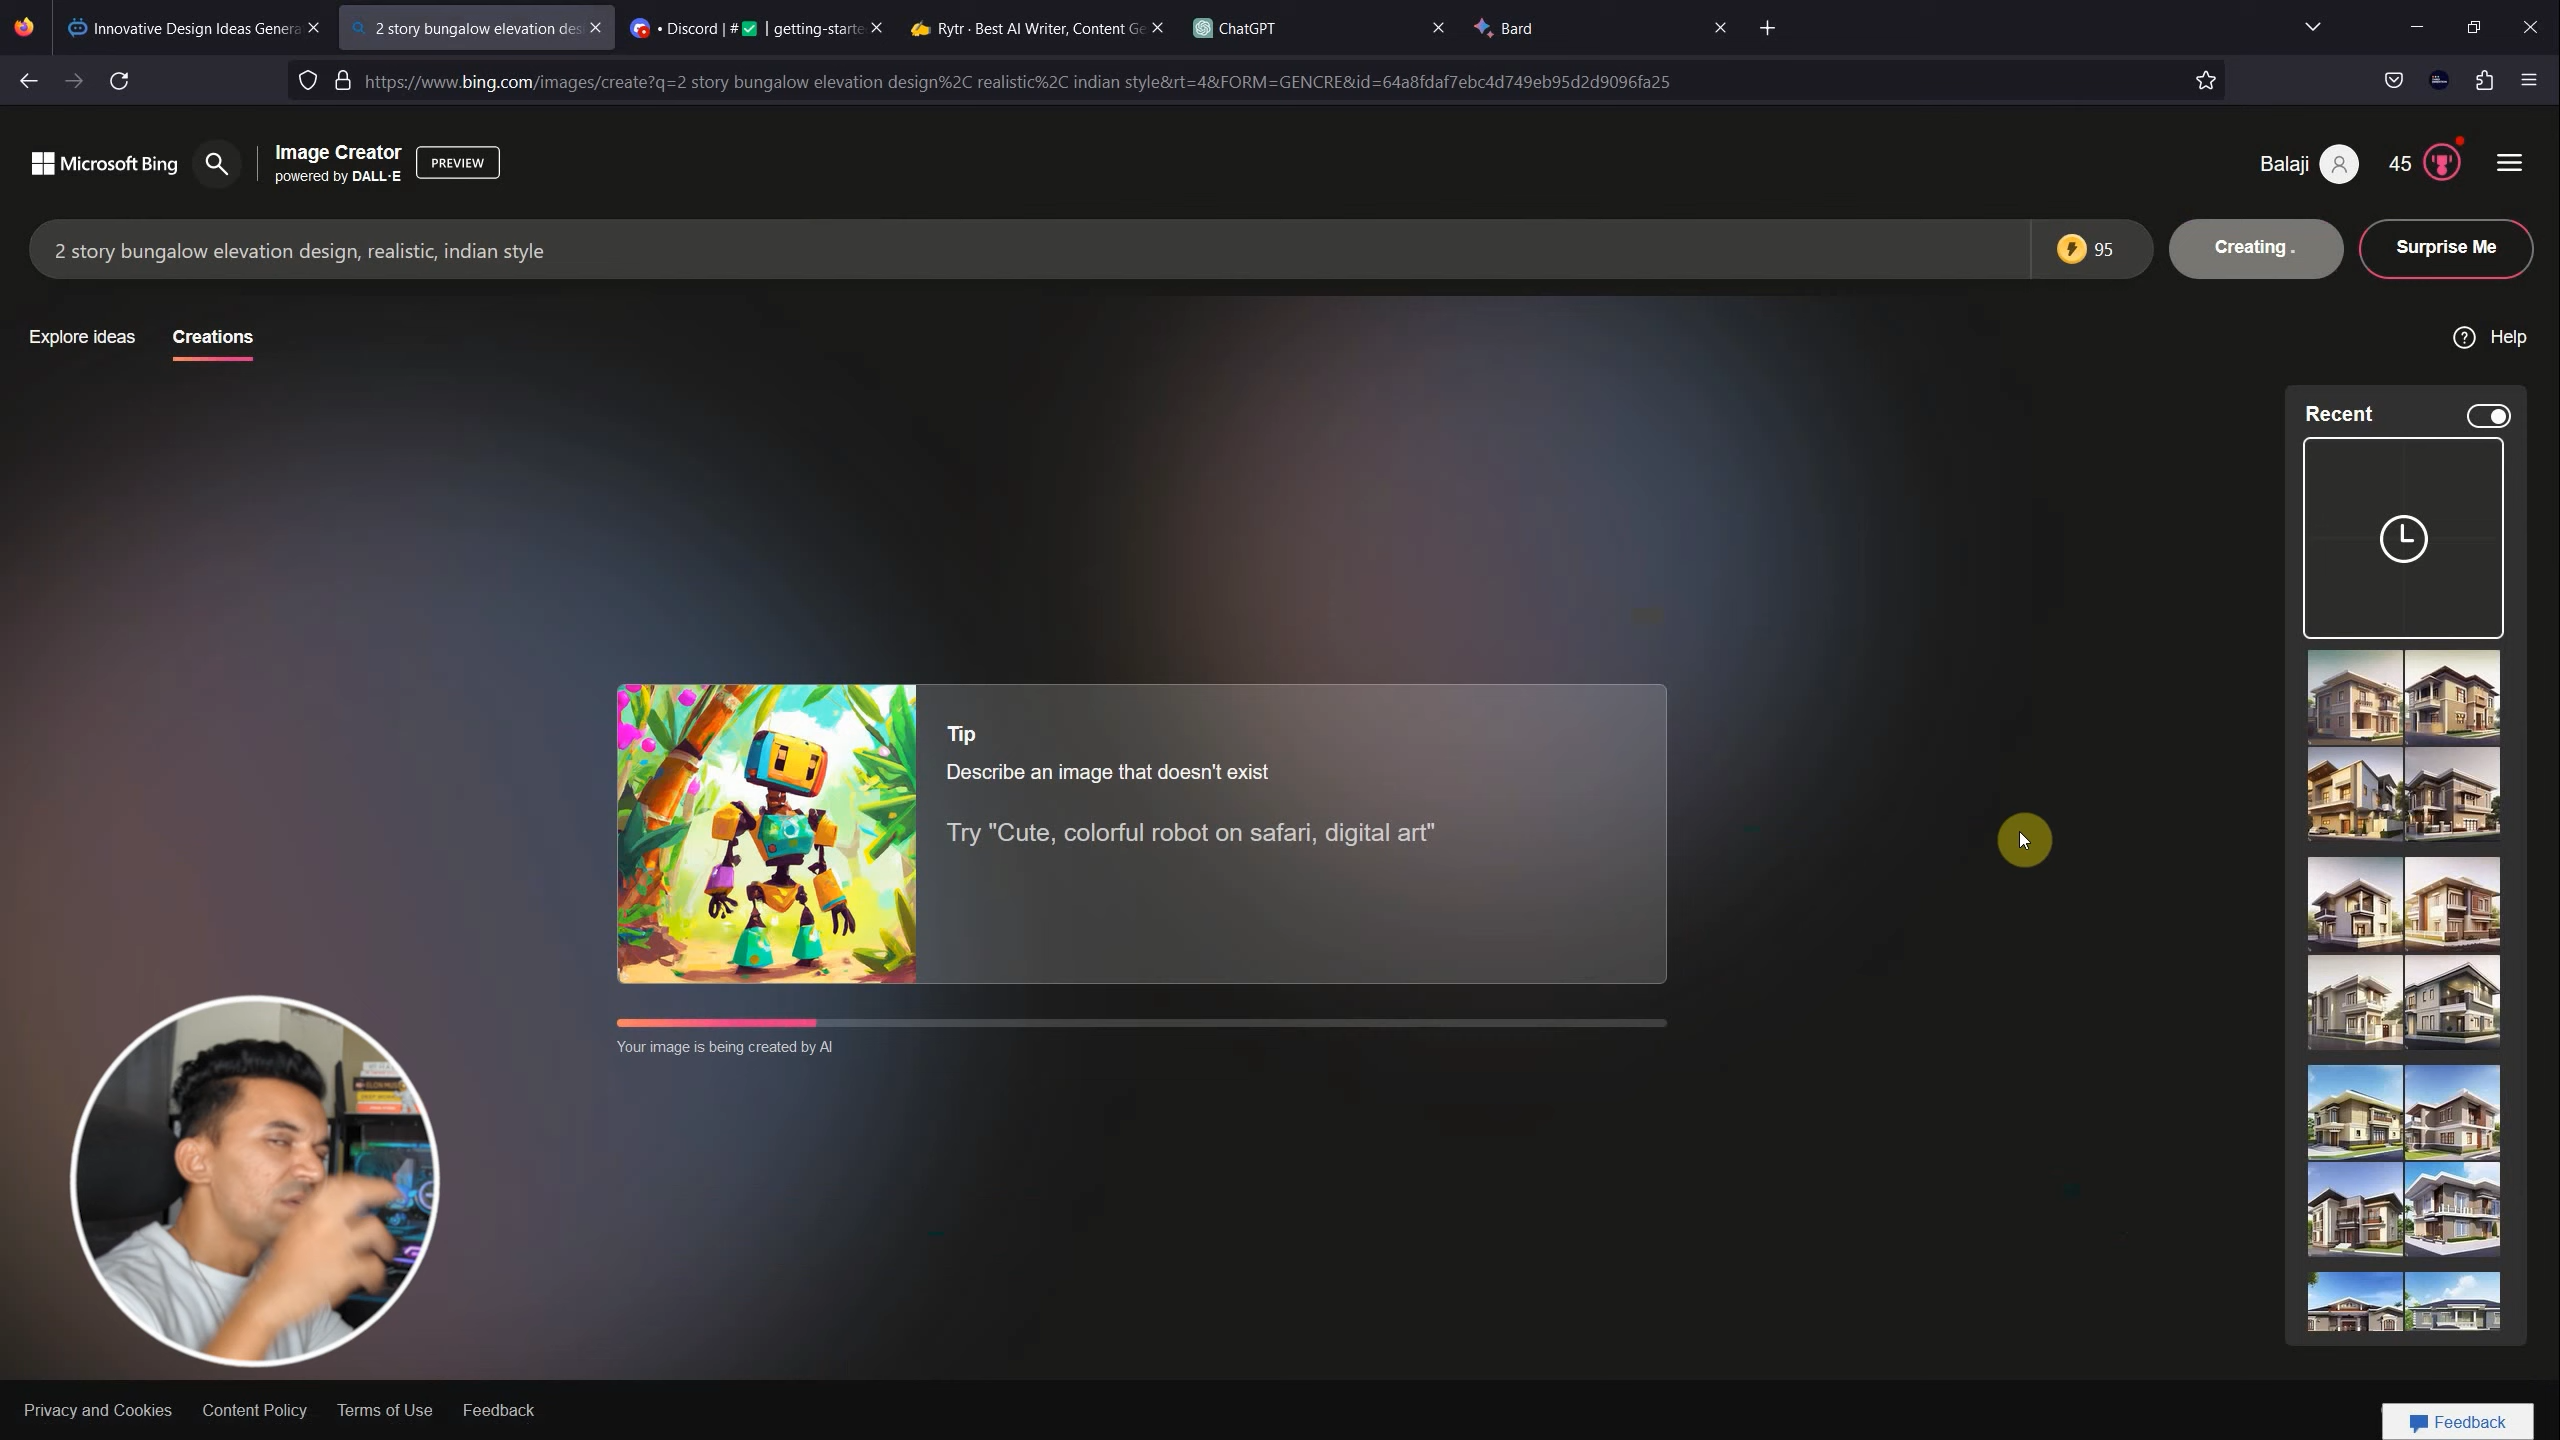 Innovative Design Ideas Genera
2 story bungalow elevation des
• Discord | #✅ | getting-starte
Rytr · Best AI Writer, Content Ge
ChatGPT
Bard
https://www.bing.com/images/create?q=2 story bungalow elevation design%2C realistic%2C indian style&rt=4&FORM=GENCRE&id=64a8fdaf7ebc4d749eb95d2d9096fa25
Microsoft Bing
Image Creator
powered by DALL·E
PREVIEW
Balaji
45
2 story bungalow elevation design, realistic, indian style
95
Creating .
Surprise Me
Explore ideas
Creations
Help
Recent
Tip
Describe an image that doesn't exist
Try "Cute, colorful robot on safari, digital art"
Your image is being created by AI
Privacy and Cookies
Content Policy
Terms of Use
Feedback
Feedback